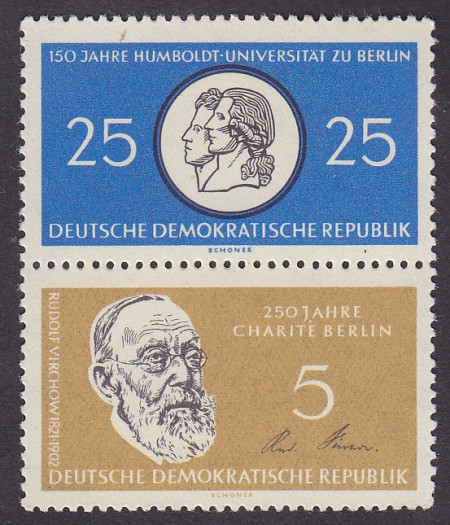 150 JAHRE HUMBOLDT-UNIVERSITÄT ZU BERLIN
25 25
DEUTSCHE DEMOKRATISCHE REPUBLIK
SCHONER
RUDOLF VIRCHOW 1821-1902
250 JAHRE
CHARITÉ BERLIN
5
DEUTSCHE DEMOKRATISCHE REPUBLIK
SCHONER